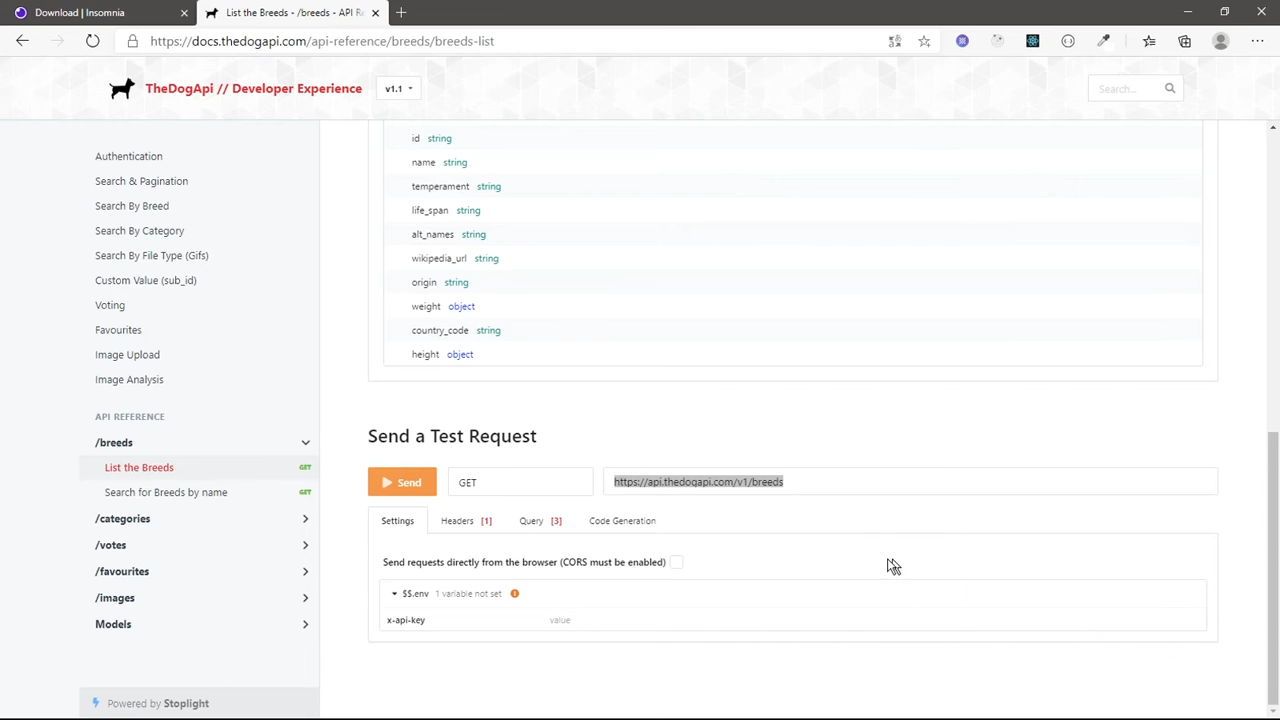 Download | Insomnia
List the Breeds - /breeds - API R
https://docs.thedogapi.com/api-reference/breeds/breeds-list
TheDogApi // Developer Experience
v1.1
Search...
Authentication
Search & Pagination
Search By Breed
Search By Category
Search By File Type (Gifs)
Custom Value (sub_id)
Voting
Favourites
Image Upload
Image Analysis
API REFERENCE
/breeds
List the Breeds GET
Search for Breeds by name GET
/categories
/votes
/favourites
/images
Models
Powered by Stoplight
id string
name string
temperament string
life_span string
alt_names string
wikipedia_url string
origin string
weight object
country_code string
height object
Send a Test Request
Send GET https://api.thedogapi.com/v1/breeds
Settings Headers [1] Query [3] Code Generation
Send requests directly from the browser (CORS must be enabled)
$$.env 1 variable not set
x-api-key value